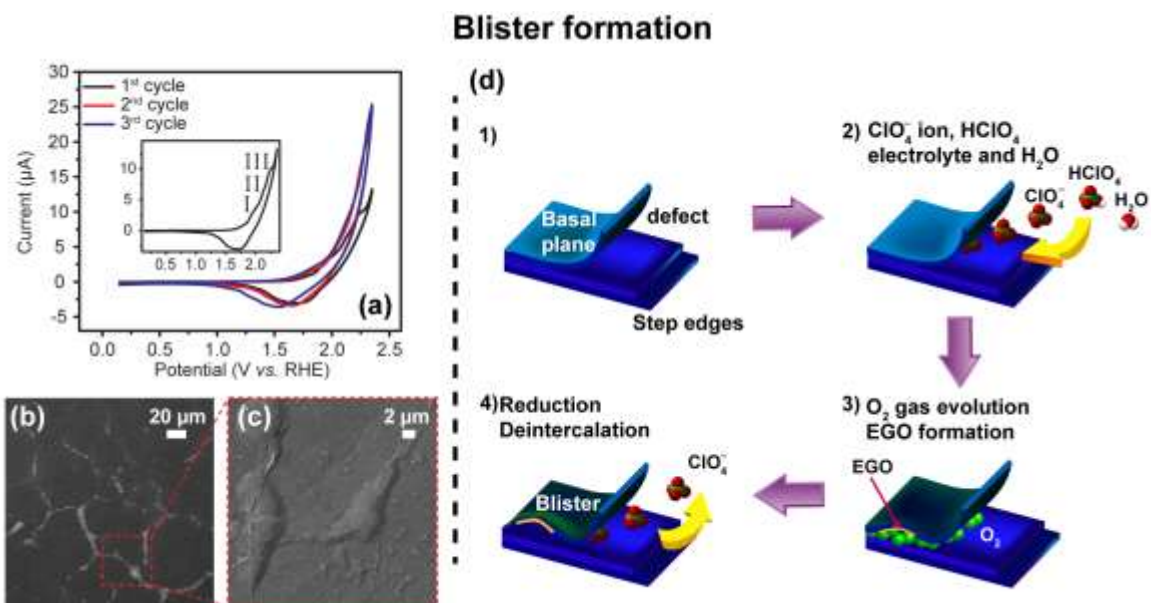 Blister formation
30
25
20
15
10
5
0
-5
Current (µA)
1st cycle
2nd cycle
3rd cycle
10
5
0
III
II
I
0.5 1.0 1.5 2.0
(a)
0.0 0.5 1.0 1.5 2.0 2.5
Potential (V vs. RHE)
(b) 20 µm
(c) 2 µm
(d)
1)
Basal
plane
defect
Step edges
2) ClO₄⁻ ion, HClO₄
electrolyte and H₂O
HClO₄
ClO₄⁻
H₂O
3) O₂ gas evolution
EGO formation
EGO
O₂
4) Reduction
Deintercalation
ClO₄⁻
Blister